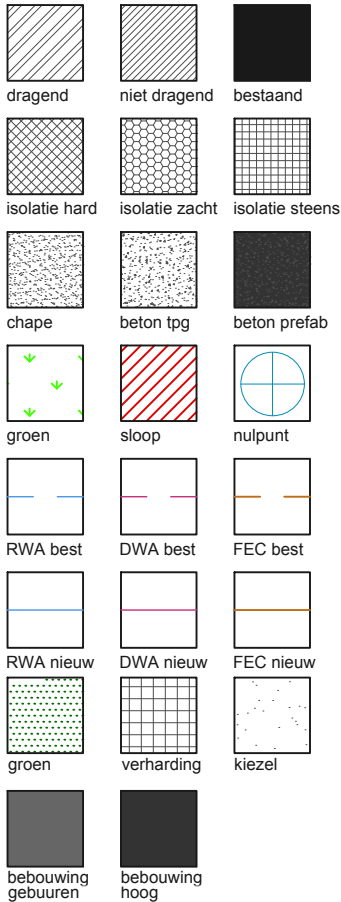 dragend niet dragend bestaand
isolatie hard isolatie zacht isolatie steens
chape beton tpg beton prefab
groen sloop nulpunt
RWA best DWA best FEC best
RWA nieuw DWA nieuw FEC nieuw
groen verharding kiezel
bebouwing bebouwing
gebuuren hoog